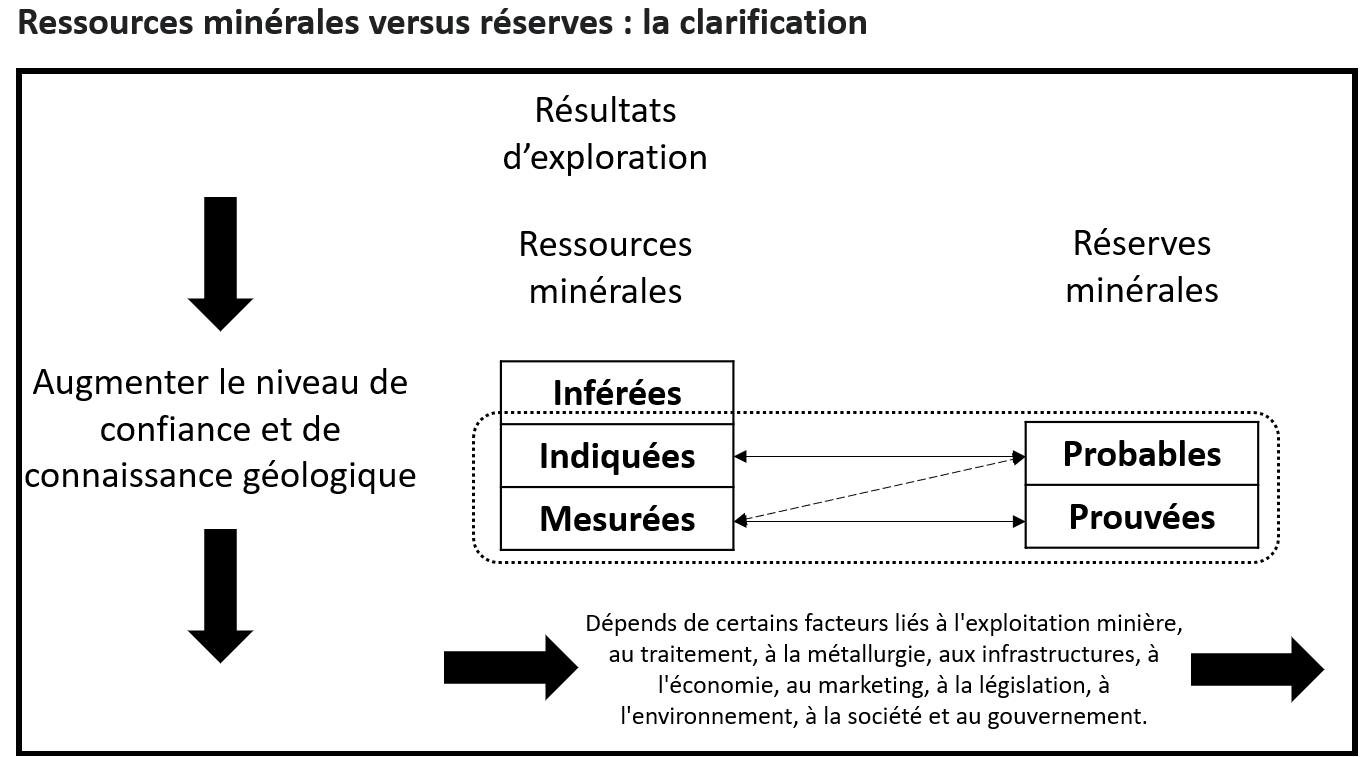 Ressources minérales versus réserves : la clarification
Résultats
d’exploration
Ressources
minérales
Réserves
minérales
Augmenter le niveau de
confiance et de
connaissance géologique
Inférées
Indiquées
Mesurées
Probables
Prouvées
Dépends de certains facteurs liés à l'exploitation minière,
au traitement, à la métallurgie, aux infrastructures, à
l'économie, au marketing, à la législation, à
l'environnement, à la société et au gouvernement.